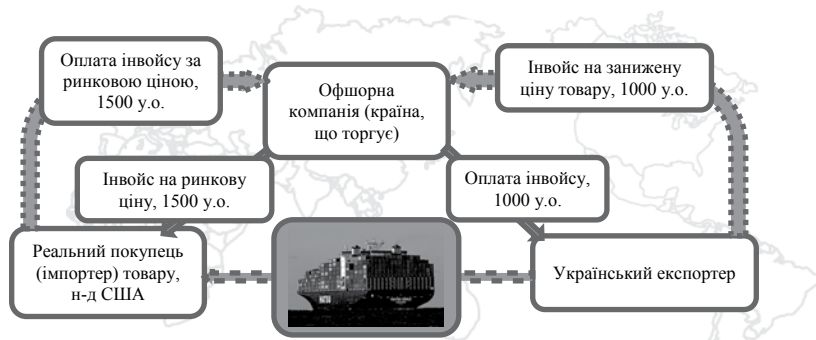 Оплата інвойсу за
ринковою ціною,
1500 у.о.
Офшорна
компанія (країна,
що торгує)
Інвойс на занижену
ціну товару, 1000 у.о.
Інвойс на ринкову
ціну, 1500 у.о.
Оплата інвойсу,
1000 у.о.
Реальний покупець
(імпортер) товару,
н-д США
Український експортер